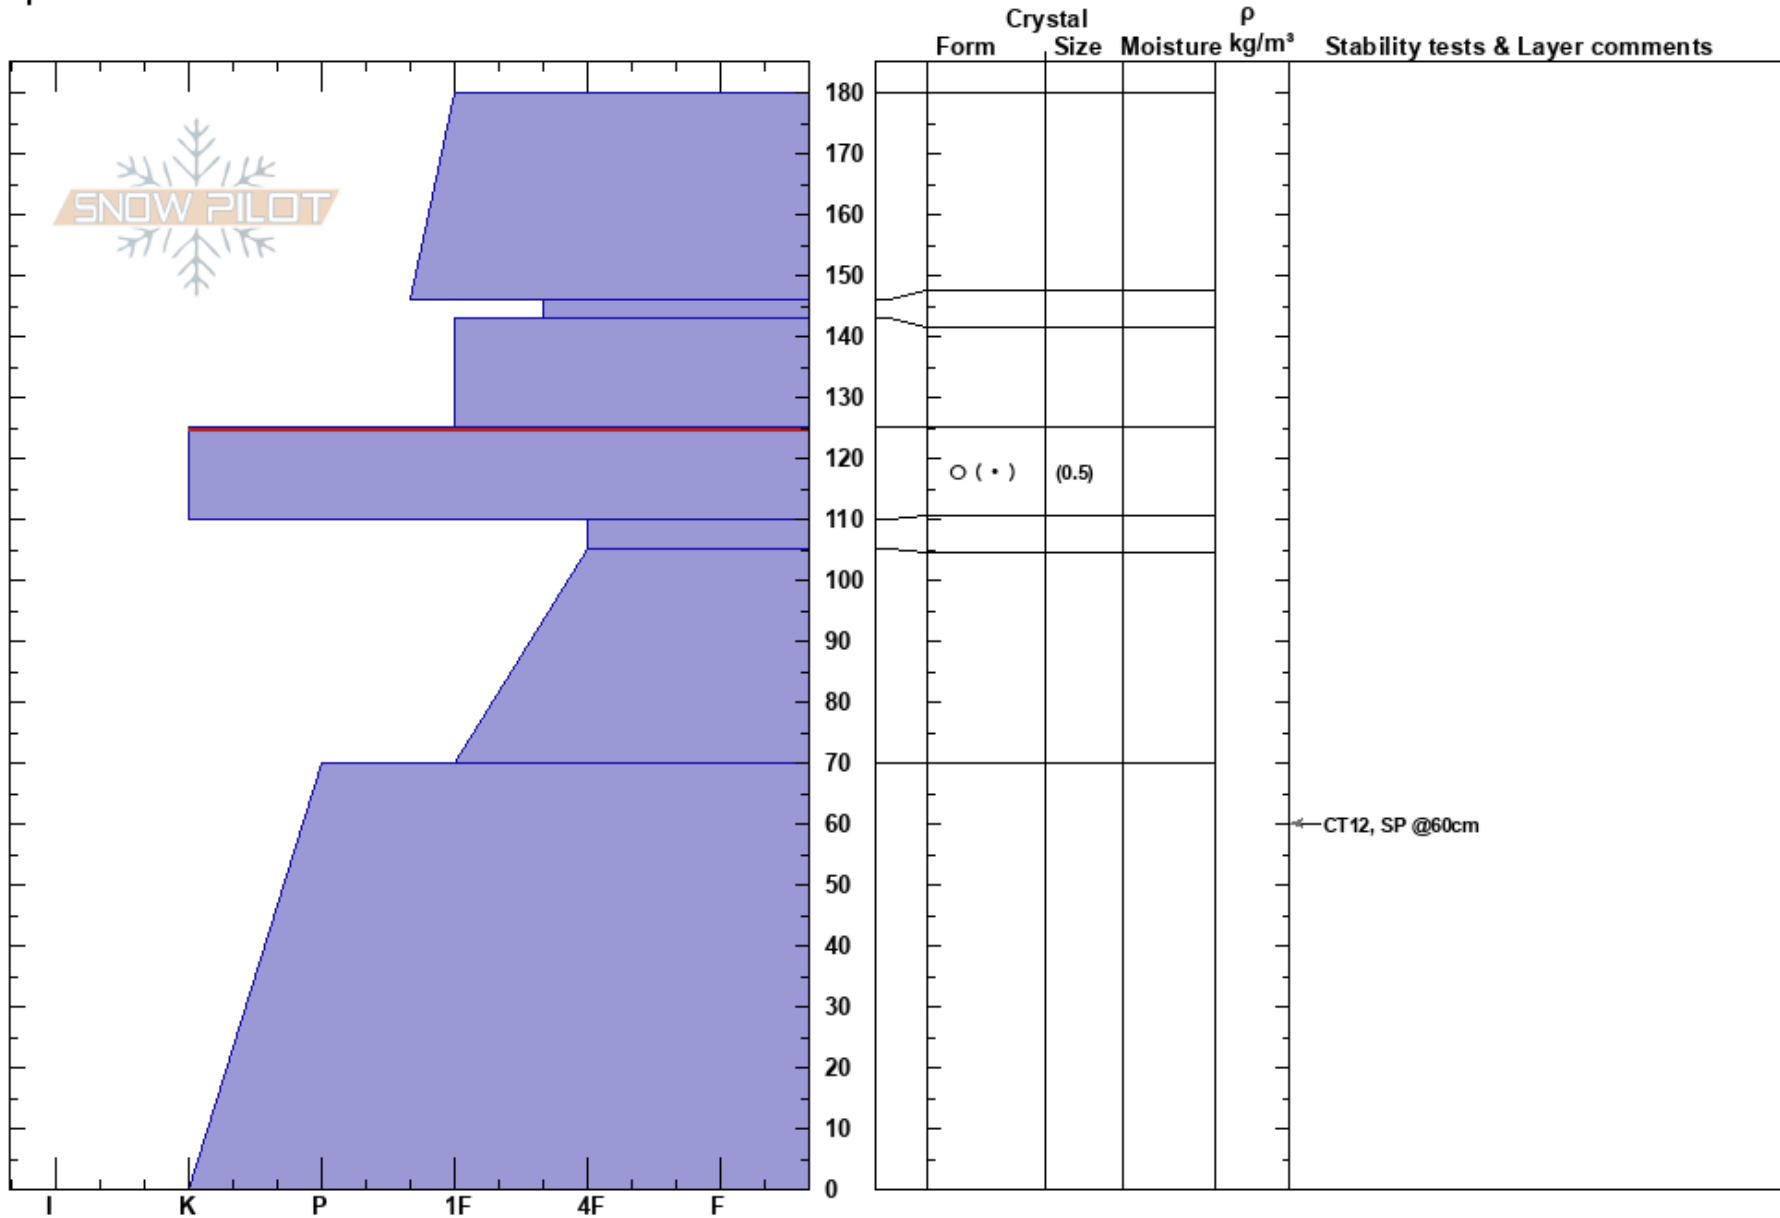 Crystal ρ
Form Size Moisture kg/m³ Stability tests & Layer comments
SNOW PILOT
180
170
160
150
140
130
120 ○ ( • ) (0.5)
110
100
90
80
70
60 CT12, SP @60cm
50
40
30
20
10
0
I K P 1F 4F F